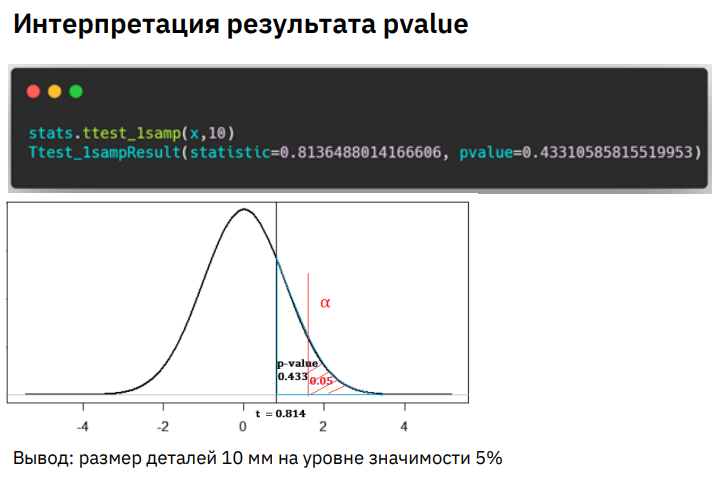 Интерпретация результата pvalue
stats.ttest_1samp(x,10)
Ttest_1sampResult(statistic=0.8136488014166606, pvalue=0.43310585815519953)
α
p-value
0.433
0.05
-4 -2 0 2 4
t = 0.814
Вывод: размер деталей 10 мм на уровне значимости 5%